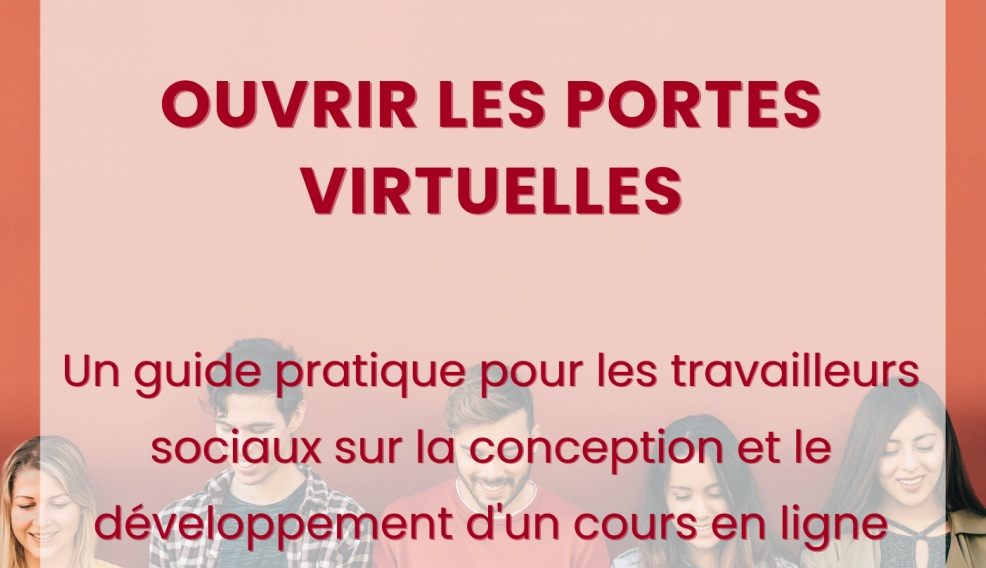 OUVRIR LES PORTES
VIRTUELLES
Un guide pratique pour les travailleurs
sociaux sur la conception et le
développement d'un cours en ligne